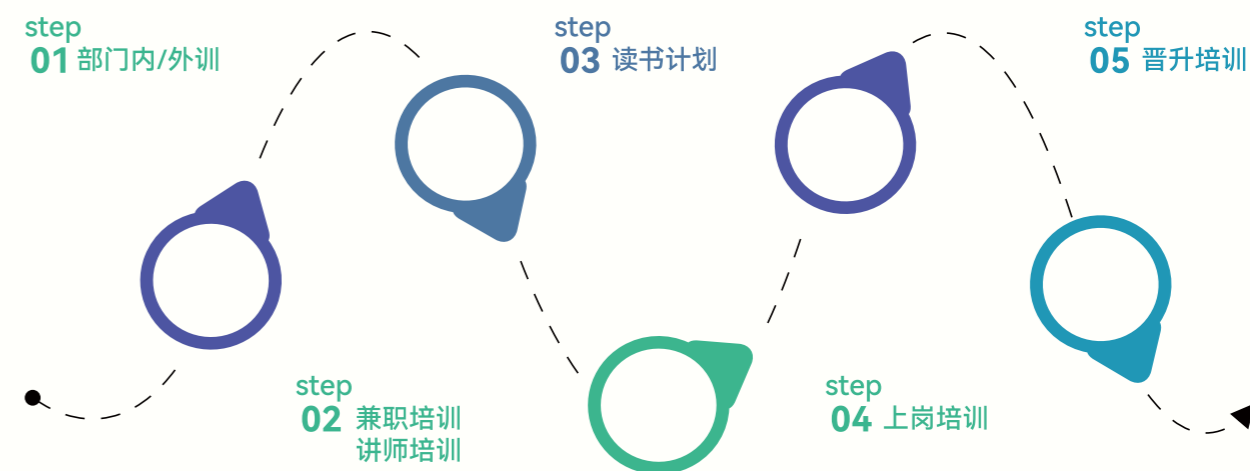 step
01 部门内/外训
step
02 兼职培训
讲师培训
step
03 读书计划
step
04 上岗培训
step
05 晋升培训